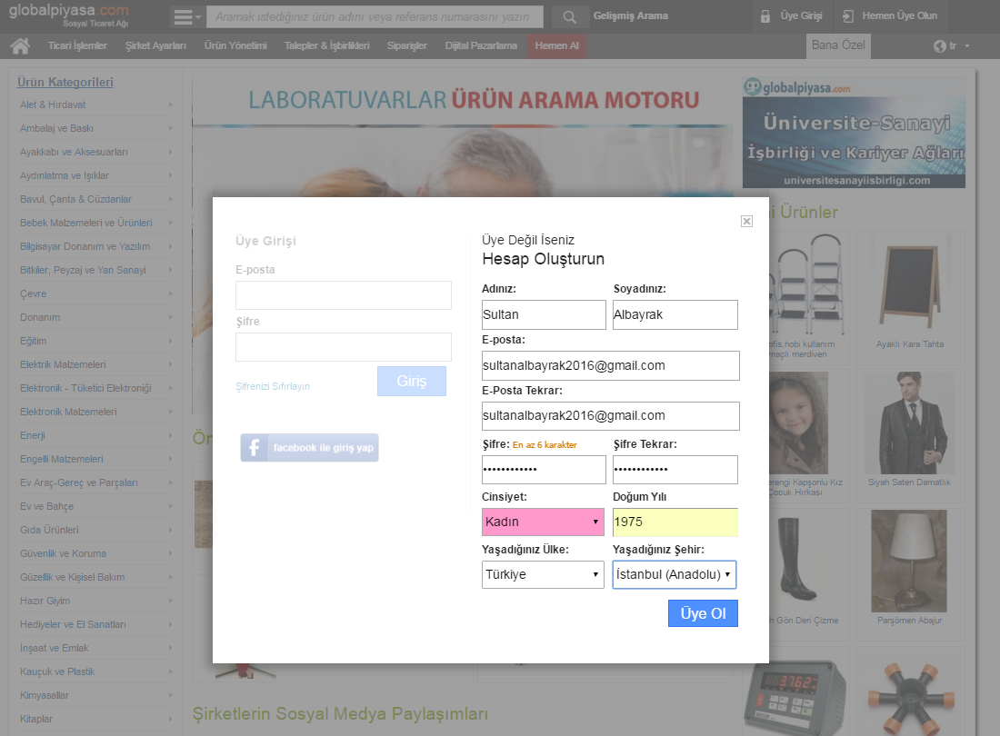 globalpiyasa.com
Sosyal Ticaret Ağı
Aramak istediğiniz ürün adını veya referans numarasını yazın
Gelişmiş Arama
Üye Girişi
Hemen Üye Olun
Ticari İşlemler
Şirket Ayarları
Ürün Yönetimi
Talepler & İşbirlikleri
Siparişler
Dijital Pazarlama
Hemen Al
Bana Özel
tr
Ürün Kategorileri
Alet & Hırdavat
Ambalaj ve Baskı
Ayakkabı ve Aksesuarları
Aydınlatma ve Işıklar
Bavul, Çanta & Cüzdanlar
Bebek Malzemeleri ve Ürünleri
Bilgisayar Donanım ve Yazılım
Bitkiler, Peyzaj ve Yan Sanayi
Çevre
Donanım
Eğitim
Elektrik Malzemeleri
Elektronik - Tüketici Elektroniği
Elektronik Malzemeleri
Enerji
Engelli Malzemeleri
Ev Araç-Gereç ve Parçaları
Ev ve Bahçe
Gıda Ürünleri
Güvenlik ve Koruma
Güzellik ve Kişisel Bakım
Hazır Giyim
Hediyeler ve El Sanatları
İnşaat ve Emlak
Kauçuk ve Plastik
Kimyasallar
Kitaplar
LABORATUVARLAR ÜRÜN ARAMA MOTORU
globalpiyasa.com
Üniversite-Sanayi
İşbirliği ve Kariyer Ağları
universitesanayiisbirligi.com
Ürünler
Üye Girişi
E-posta
Şifre
Şifrenizi Sıfırlayın
Giriş
facebook ile giriş yap
Üye Değil İseniz
Hesap Oluşturun
Adınız:
Soyadınız:
Sultan
Albayrak
E-posta:
sultanalbayrak2016@gmail.com
E-Posta Tekrar:
sultanalbayrak2016@gmail.com
Şifre: En az 6 karakter
Şifre Tekrar:
••••••••••••
••••••••••••
Cinsiyet:
Doğum Yılı
Kadın
1975
Yaşadığınız Ülke:
Yaşadığınız Şehir:
Türkiye
İstanbul (Anadolu)
Üye Ol
ofis,hobi kullanım
merdiven
Ayaklı Kara Tahta
Kapşonlu Kız
Çocuk Hırkası
Siyah Saten Damatlık
Gön Deri Çizme
Parşömen Abajur
Şirketlerin Sosyal Medya Paylaşımları